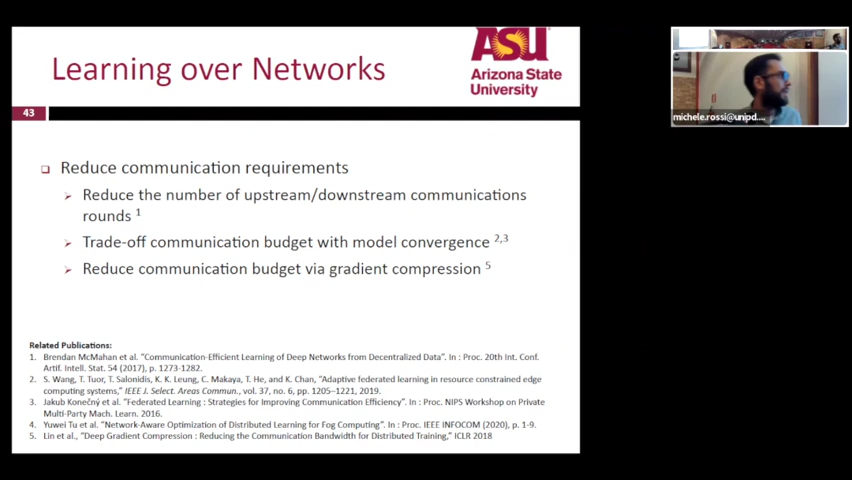 Learning over Networks
ASU
Arizona State
University
43
Reduce communication requirements
Reduce the number of upstream/downstream communications
rounds 1
Trade-off communication budget with model convergence 2,3
Reduce communication budget via gradient compression 5
Related Publications:
1. Brendan McMahan et al. "Communication-Efficient Learning of Deep Networks from Decentralized Data". In : Proc. 20th Int. Conf.
Artif. Intell. Stat. 54 (2017), p. 1273-1282.
2. S. Wang, T. Tuor, T. Salonidis, K. K. Leung, C. Makaya, T. He, and K. Chan, "Adaptive federated learning in resource constrained edge
computing systems," IEEE J. Select. Areas Commun., vol. 37, no. 6, pp. 1205–1221, 2019.
3. Jakub Konečný et al. "Federated Learning : Strategies for Improving Communication Efficiency". In : Proc. NIPS Workshop on Private
Multi-Party Mach. Learn. 2016.
4. Yuwei Tu et al. "Network-Aware Optimization of Distributed Learning for Fog Computing". In : Proc. IEEE INFOCOM (2020), p. 1-9.
5. Lin et al., "Deep Gradient Compression : Reducing the Communication Bandwidth for Distributed Training," ICLR 2018
michele.rossi@unipd....